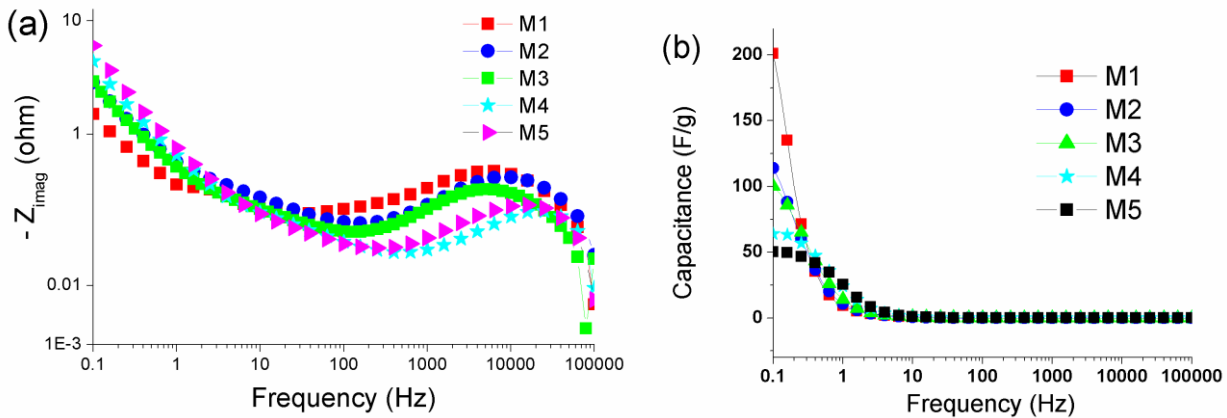 (a)
- Z_imag (ohm)
10
1
0.01
1E-3
0.1
1
10
100
1000
10000
100000
Frequency (Hz)
M1
M2
M3
M4
M5
(b)
Capacitance (F/g)
200
150
100
50
0
0.1
1
10
100
1000
10000
100000
Frequency (Hz)
M1
M2
M3
M4
M5